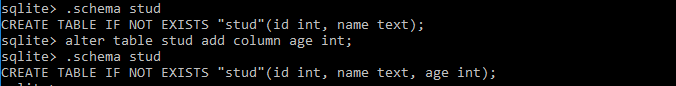 sqlite> .schema stud
CREATE TABLE IF NOT EXISTS "stud"(id int, name text);
sqlite> alter table stud add column age int;
sqlite> .schema stud
CREATE TABLE IF NOT EXISTS "stud"(id int, name text, age int);
sqlite>